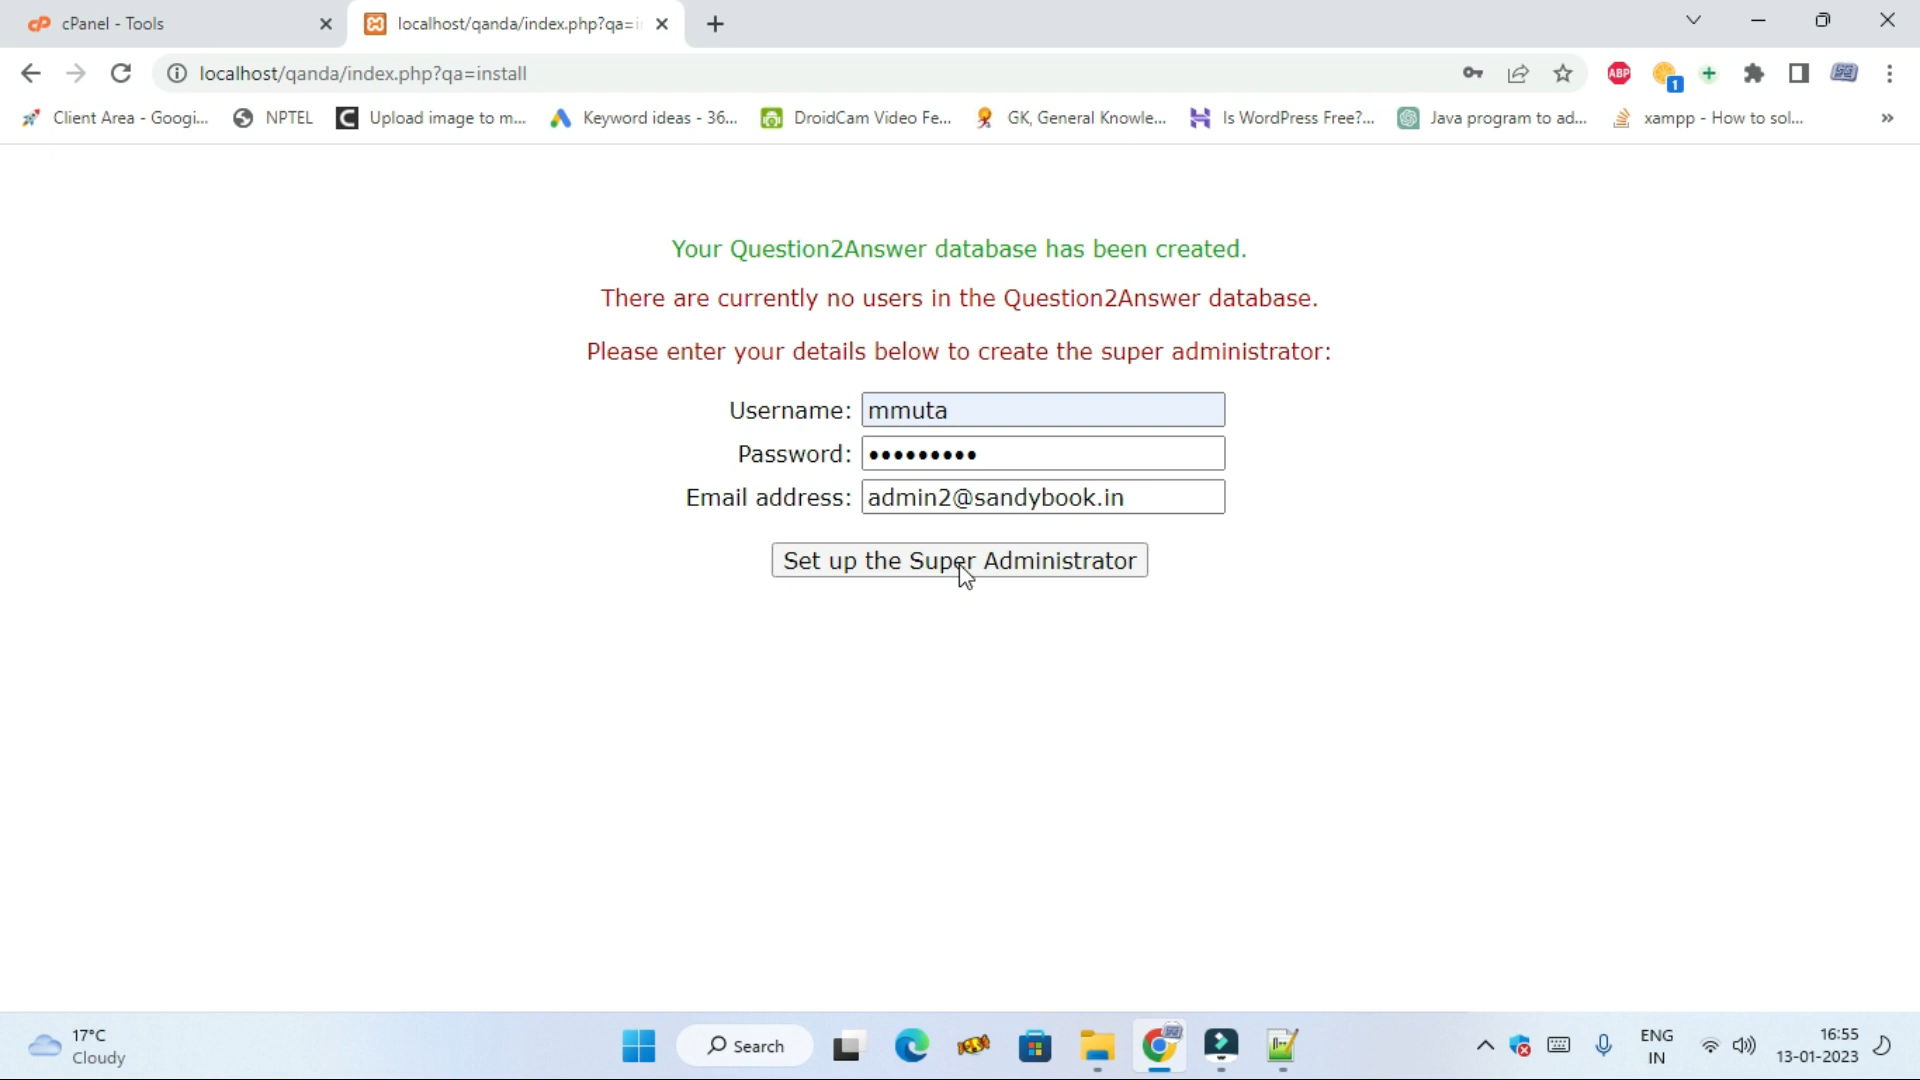 cPanel - Tools
localhost/qanda/index.php?qa=i
localhost/qanda/index.php?qa=install
ABP
1
Client Area - Googi...
NPTEL
Upload image to m...
Keyword ideas - 36...
DroidCam Video Fe...
GK, General Knowle...
Is WordPress Free?...
Java program to ad...
xampp - How to sol...
»
Your Question2Answer database has been created.
There are currently no users in the Question2Answer database.
Please enter your details below to create the super administrator:
Username: mmuta
Password: •••••••••
Email address: admin2@sandybook.in
Set up the Super Administrator
17°C
Cloudy
Search
ENG
IN
16:55
13-01-2023